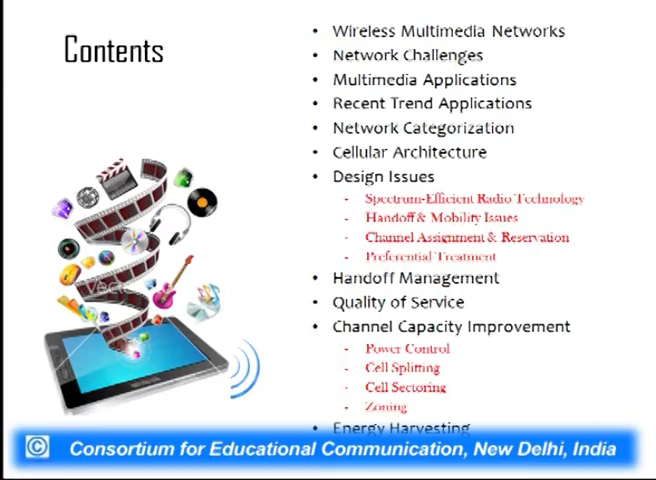 Contents
• Wireless Multimedia Networks
• Network Challenges
• Multimedia Applications
• Recent Trend Applications
• Network Categorization
• Cellular Architecture
• Design Issues
- Spectrum-Efficient Radio Technology
- Handoff & Mobility Issues
- Channel Assignment & Reservation
- Preferential Treatment
• Handoff Management
• Quality of Service
• Channel Capacity Improvement
- Power Control
- Cell Splitting
- Cell Sectoring
- Zoning
• Energy Harvesting
© Consortium for Educational Communication, New Delhi, India